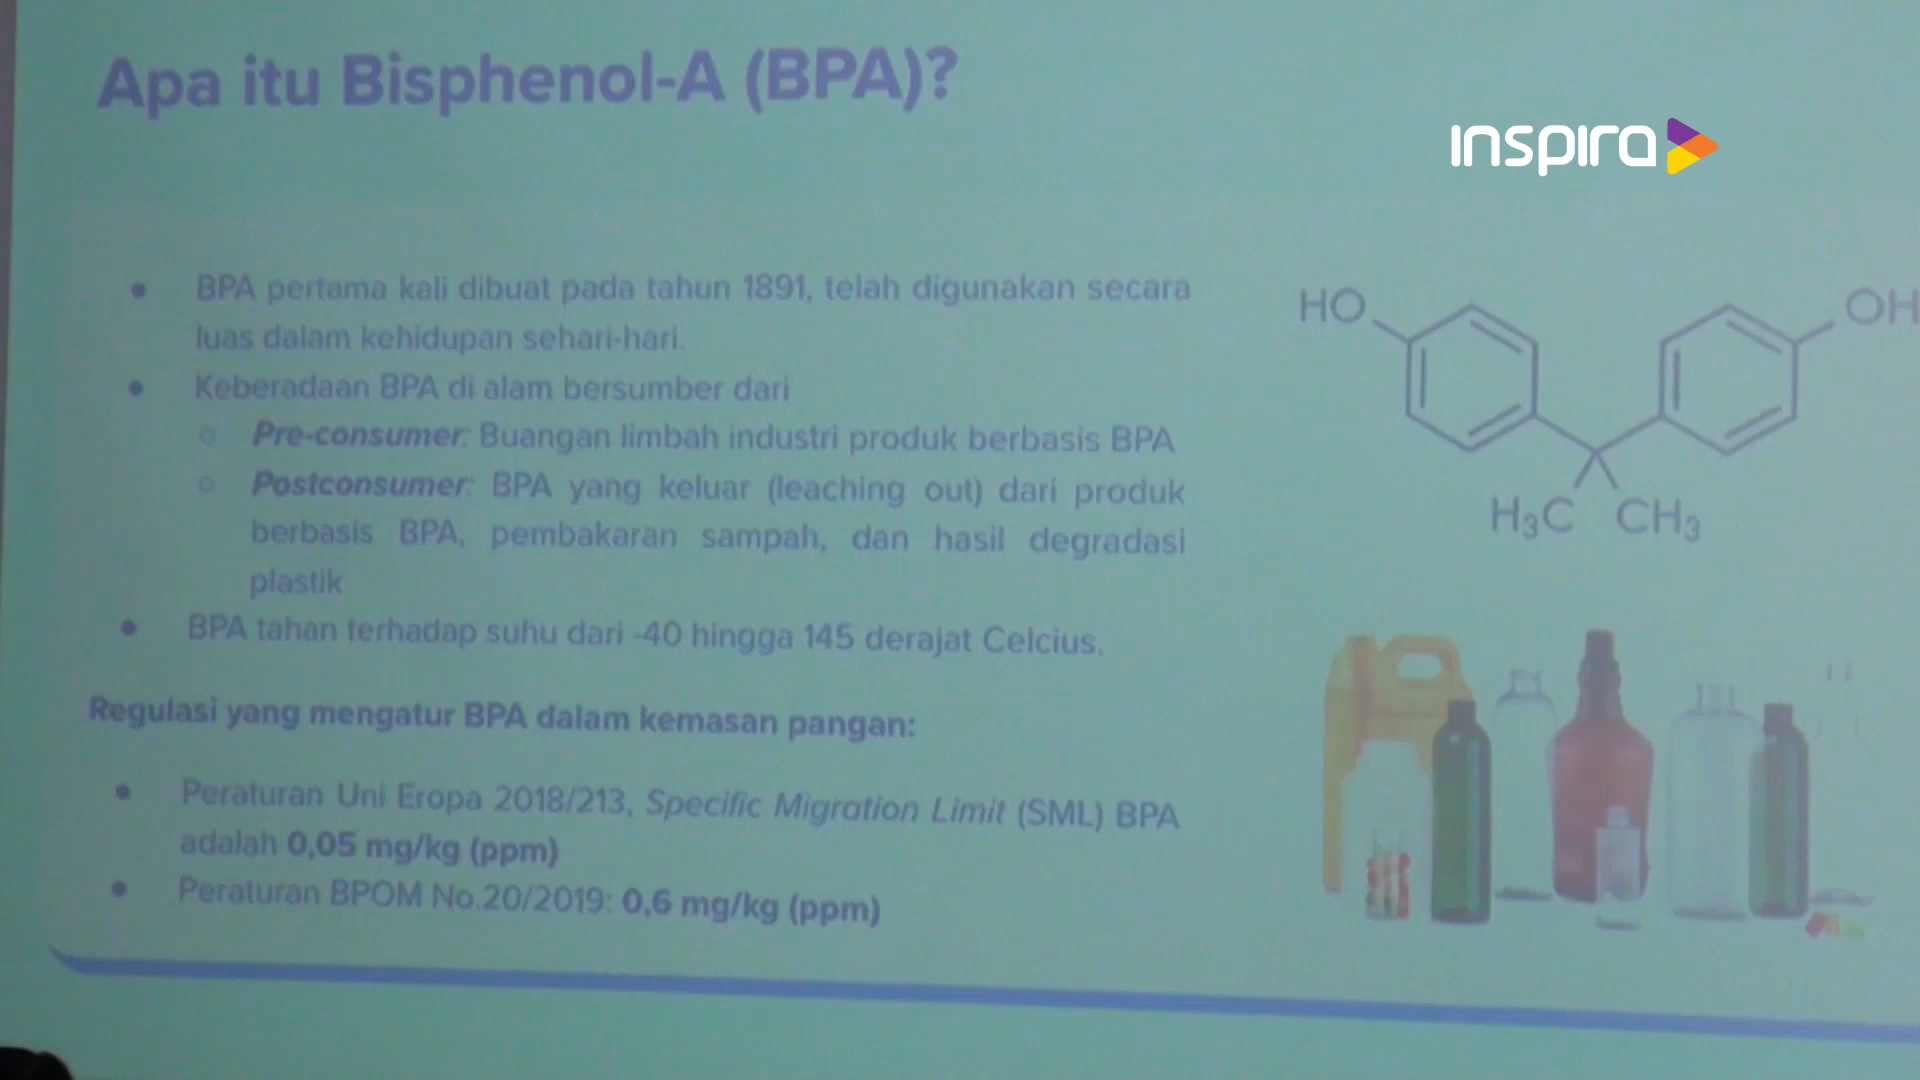 Apa itu Bisphenol-A (BPA)?
inspira
BPA pertama kali dibuat pada tahun 1891, telah digunakan secara
luas dalam kehidupan sehari-hari.
Keberadaan BPA di alam bersumber dari
Pre-consumer: Buangan limbah industri produk berbasis BPA
Postconsumer: BPA yang keluar (leaching out) dari produk
berbasis BPA, pembakaran sampah, dan hasil degradasi
plastik
BPA tahan terhadap suhu dari -40 hingga 145 derajat Celcius.
Regulasi yang mengatur BPA dalam kemasan pangan:
Peraturan Uni Eropa 2018/213, Specific Migration Limit (SML) BPA
adalah 0,05 mg/kg (ppm)
Peraturan BPOM No.20/2019: 0,6 mg/kg (ppm)
HO OH
H₃C CH₃